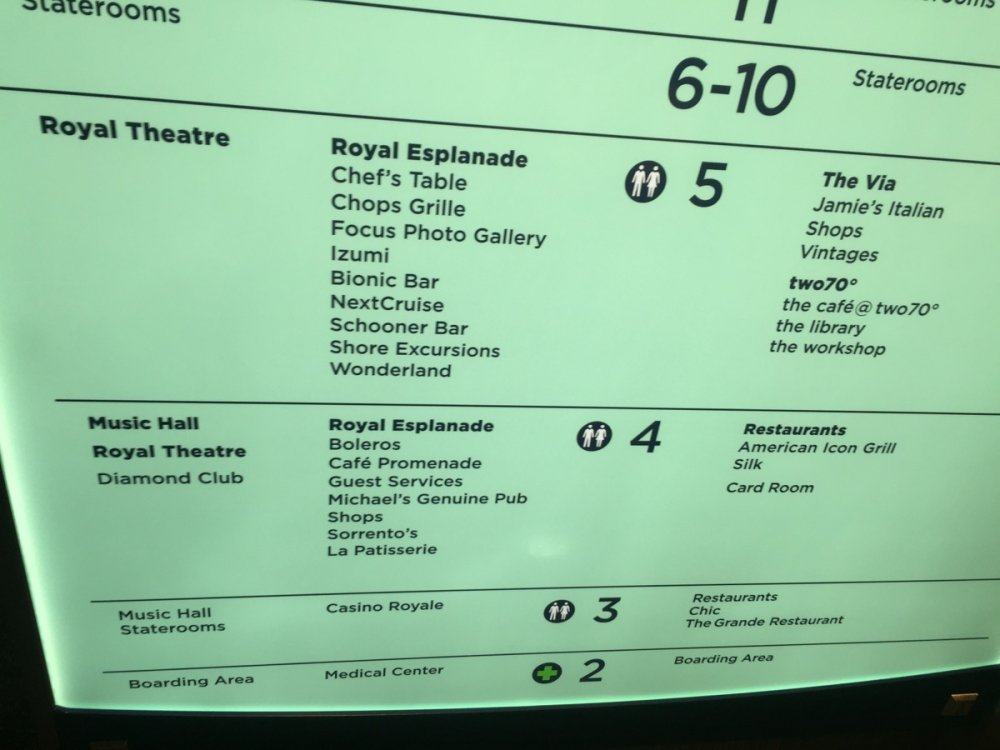 Staterooms
11
6-10
Staterooms
Royal Theatre
Royal Esplanade
Chef's Table
Chops Grille
Focus Photo Gallery
Izumi
Bionic Bar
NextCruise
Schooner Bar
Shore Excursions
Wonderland
5
The Via
Jamie's Italian
Shops
Vintages
two70°
the café@two70°
the library
the workshop
Music Hall
Royal Theatre
Diamond Club
Royal Esplanade
Boleros
Café Promenade
Guest Services
Michael's Genuine Pub
Shops
Sorrento's
La Patisserie
4
Restaurants
American Icon Grill
Silk
Card Room
Music Hall
Staterooms
Casino Royale
3
Restaurants
Chic
The Grande Restaurant
Boarding Area
Medical Center
2
Boarding Area